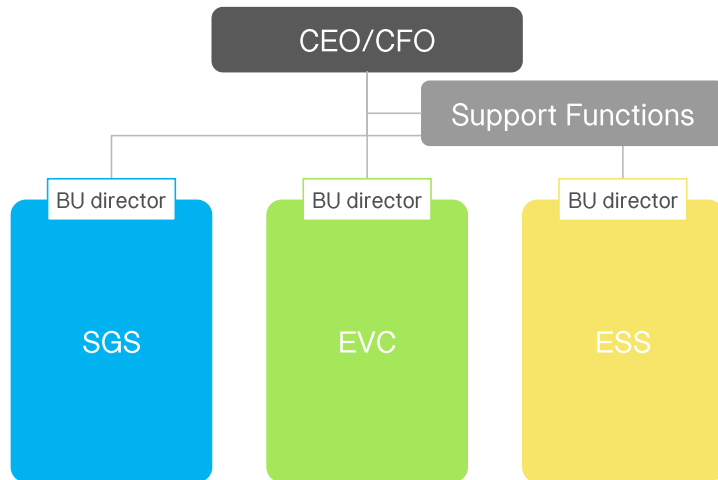 CEO/CFO
Support Functions
BU director
BU director
BU director
SGS
EVC
ESS